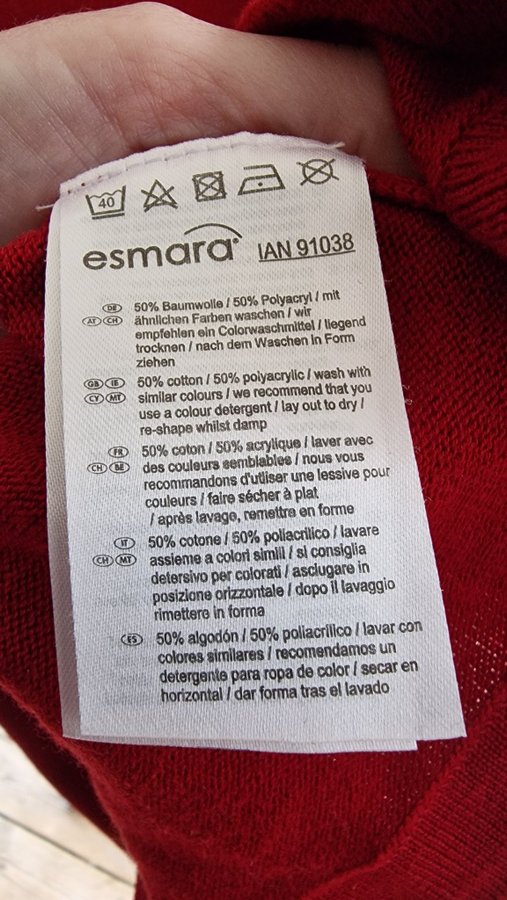 40
esmara® IAN 91038
DE 50% Baumwolle / 50% Polyacryl / mit
AT CH ähnlichen Farben waschen / wir
empfehlen ein Colorwaschmittel / liegend
trocknen / nach dem Waschen in Form
ziehen
GB IE 50% cotton / 50% polyacrylic / wash with
CY MT similar colours / we recommend that you
use a colour detergent / lay out to dry /
re-shape whilst damp
FR 50% coton / 50% acrylique / laver avec
CH BE des couleurs semblables / nous vous
recommandons d'utliser une lessive pour
couleurs / faire sécher à plat
/ après lavage, remettre en forme
IT 50% cotone / 50% poliacrilico / lavare
CH MT assieme a colori simili / si consiglia
detersivo per colorati / asciugare in
posizione orizzontale / dopo il lavaggio
rimettere in forma
ES 50% algodón / 50% poliacrílico / lavar con
colores similares / recomendamos un
detergente para ropa de color / secar en
horizontal / dar forma tras el lavado